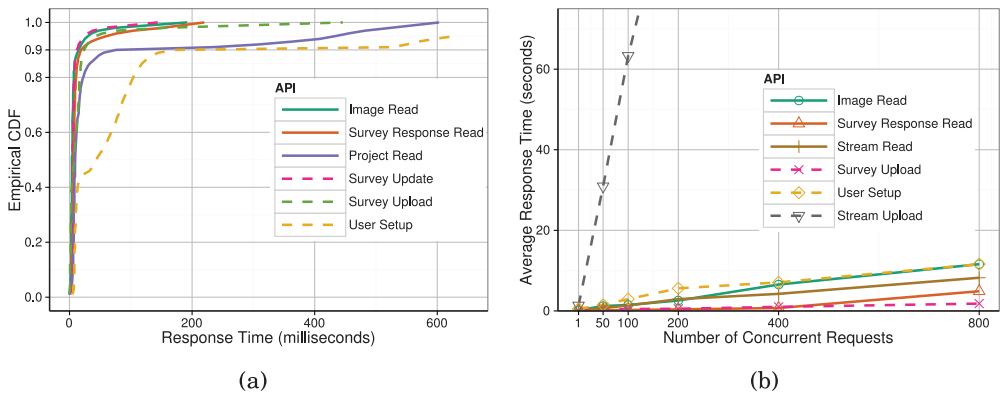 1.0
0.9
0.8
0.6
0.4
0.2
0.0
Empirical CDF
API
Image Read
Survey Response Read
Project Read
Survey Update
Survey Upload
User Setup
0
200
400
600
Response Time (milliseconds)
(a)
60
40
20
0
Average Response Time (seconds)
API
Image Read
Survey Response Read
Stream Read
Survey Upload
User Setup
Stream Upload
1
50
100
200
400
800
Number of Concurrent Requests
(b)